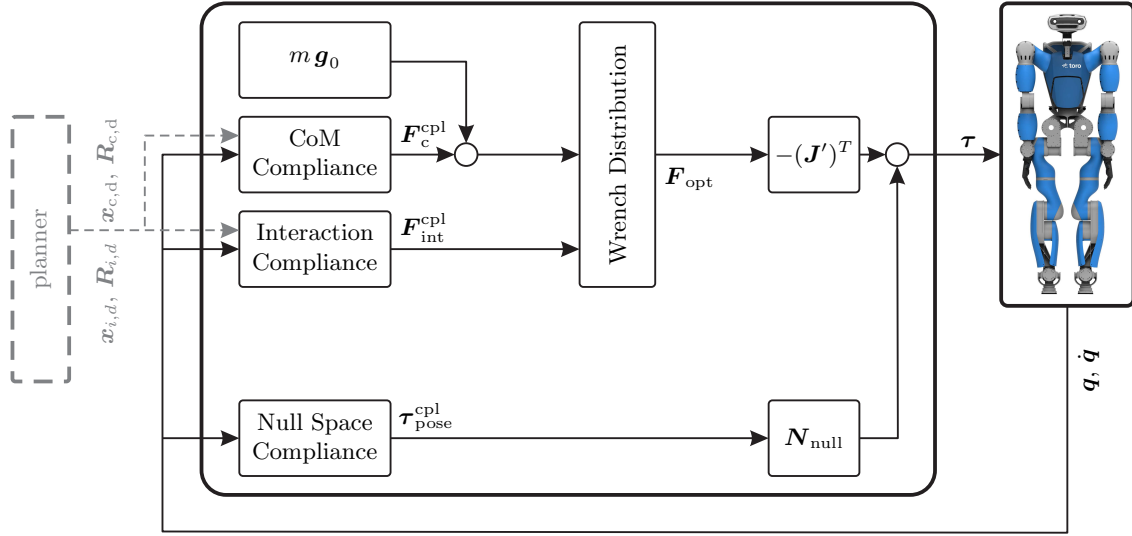 m g₀
CoM
Compliance
F_c^cpl
Interaction
Compliance
F_int^cpl
Wrench Distribution
F_opt
−(J′)^T
τ
toro
planner
x_c,d, R_c,d
x_i,d, R_i,d
Null Space
Compliance
τ_pose^cpl
N_null
q, q̇